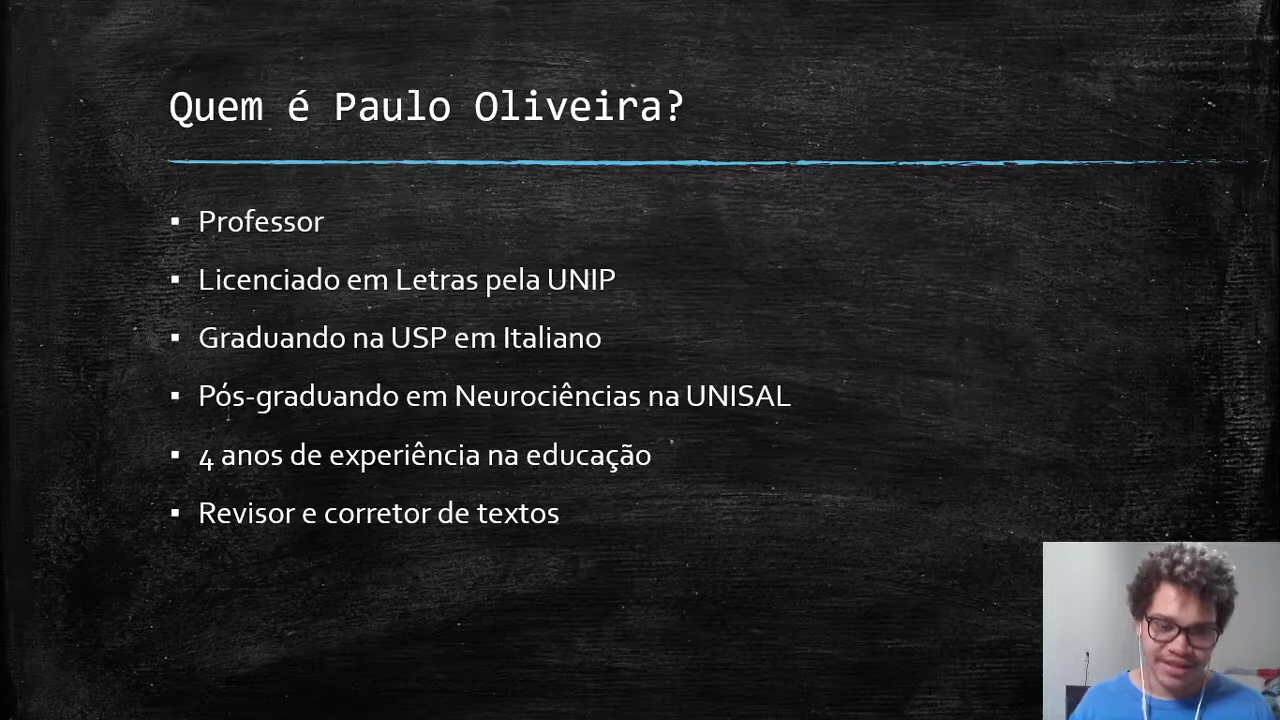 Quem é Paulo Oliveira?
▪ Professor
▪ Licenciado em Letras pela UNIP
▪ Graduando na USP em Italiano
▪ Pós-graduando em Neurociências na UNISAL
▪ 4 anos de experiência na educação
▪ Revisor e corretor de textos